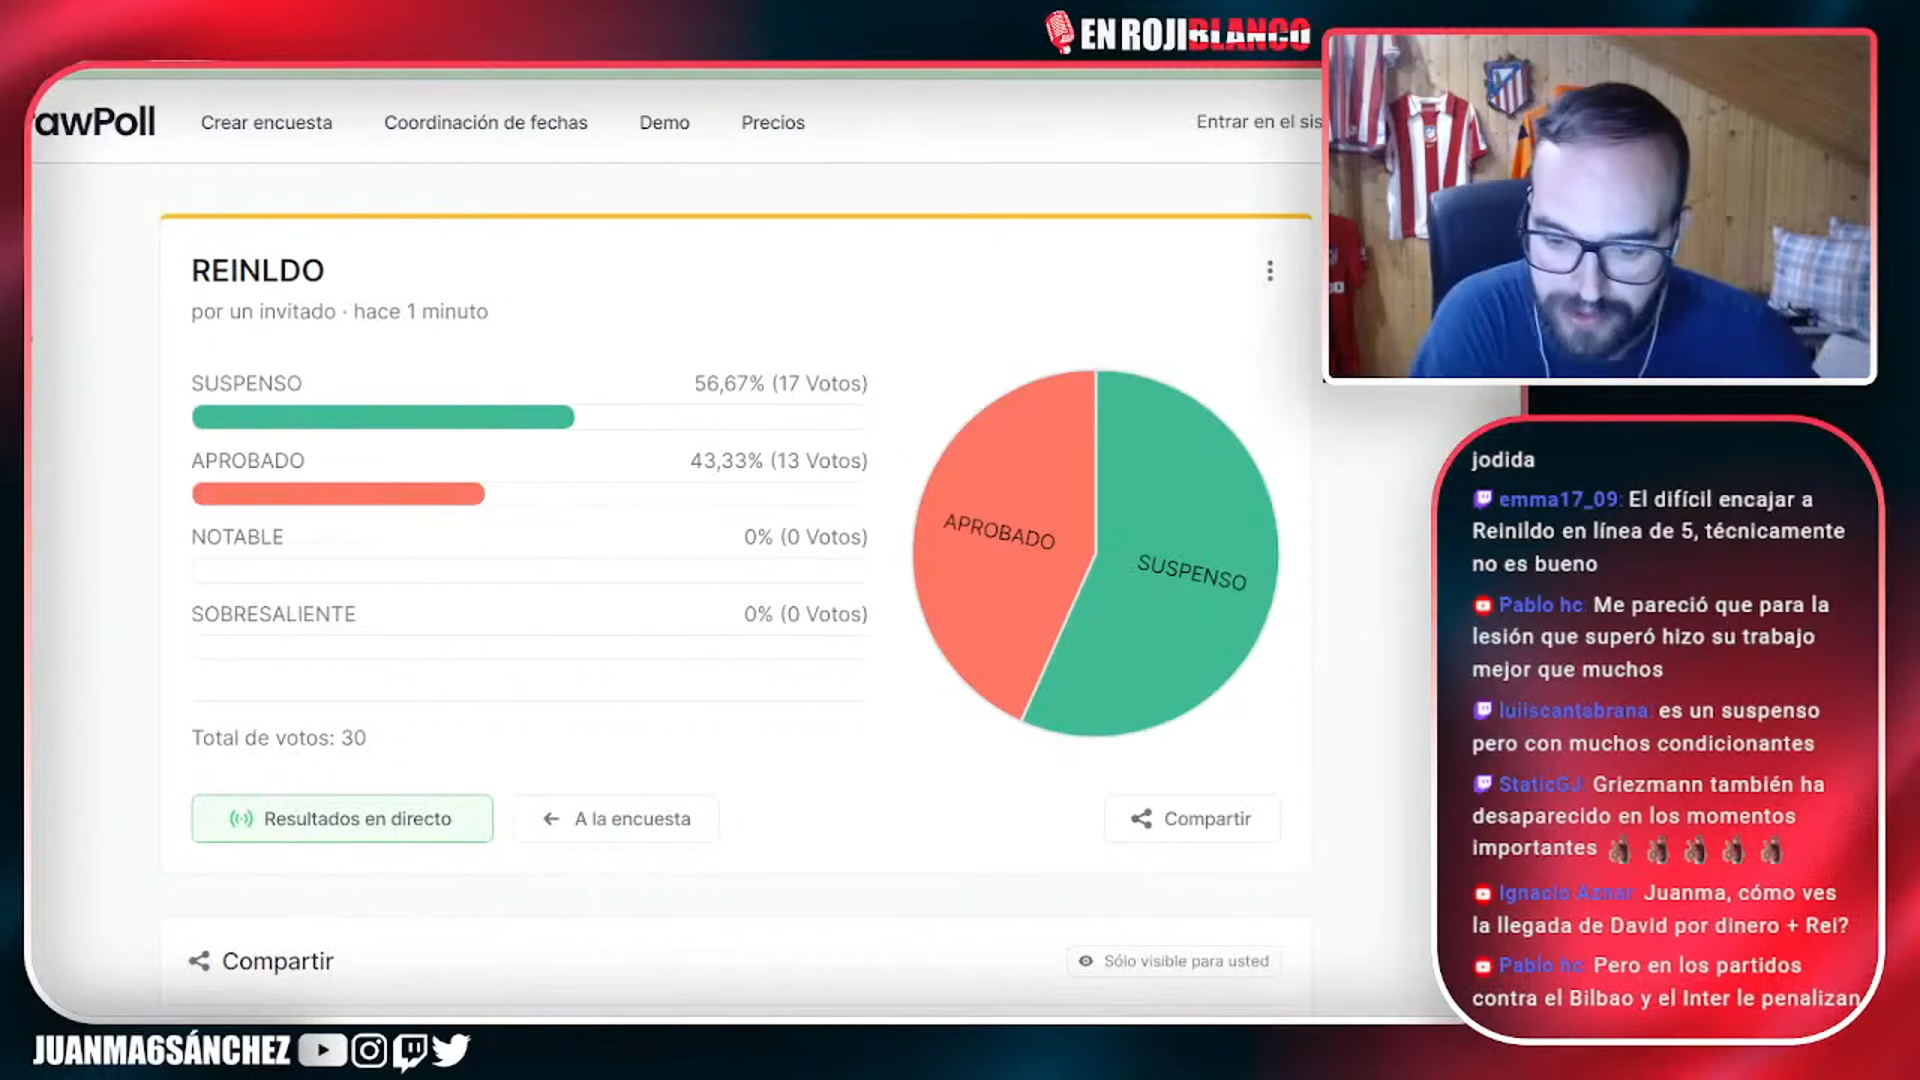 EN ROJIBLANCO
awPoll
Crear encuesta
Coordinación de fechas
Demo
Precios
Entrar en el sis
REINLDO
por un invitado · hace 1 minuto
SUSPENSO
56,67% (17 Votos)
APROBADO
43,33% (13 Votos)
NOTABLE
0% (0 Votos)
SOBRESALIENTE
0% (0 Votos)
APROBADO
SUSPENSO
Total de votos: 30
Resultados en directo
A la encuesta
Compartir
Compartir
Sólo visible para usted
jodida
emma17_09: El difícil encajar a
Reinildo en línea de 5, técnicamente
no es bueno
Pablo hc: Me pareció que para la
lesión que superó hizo su trabajo
mejor que muchos
luiiscantabrana: es un suspenso
pero con muchos condicionantes
StaticGJ: Griezmann también ha
desaparecido en los momentos
importantes
Ignacio Aznar: Juanma, cómo ves
la llegada de David por dinero + Rei?
Pablo hc: Pero en los partidos
contra el Bilbao y el Inter le penalizan
JUANMA6SÁNCHEZ